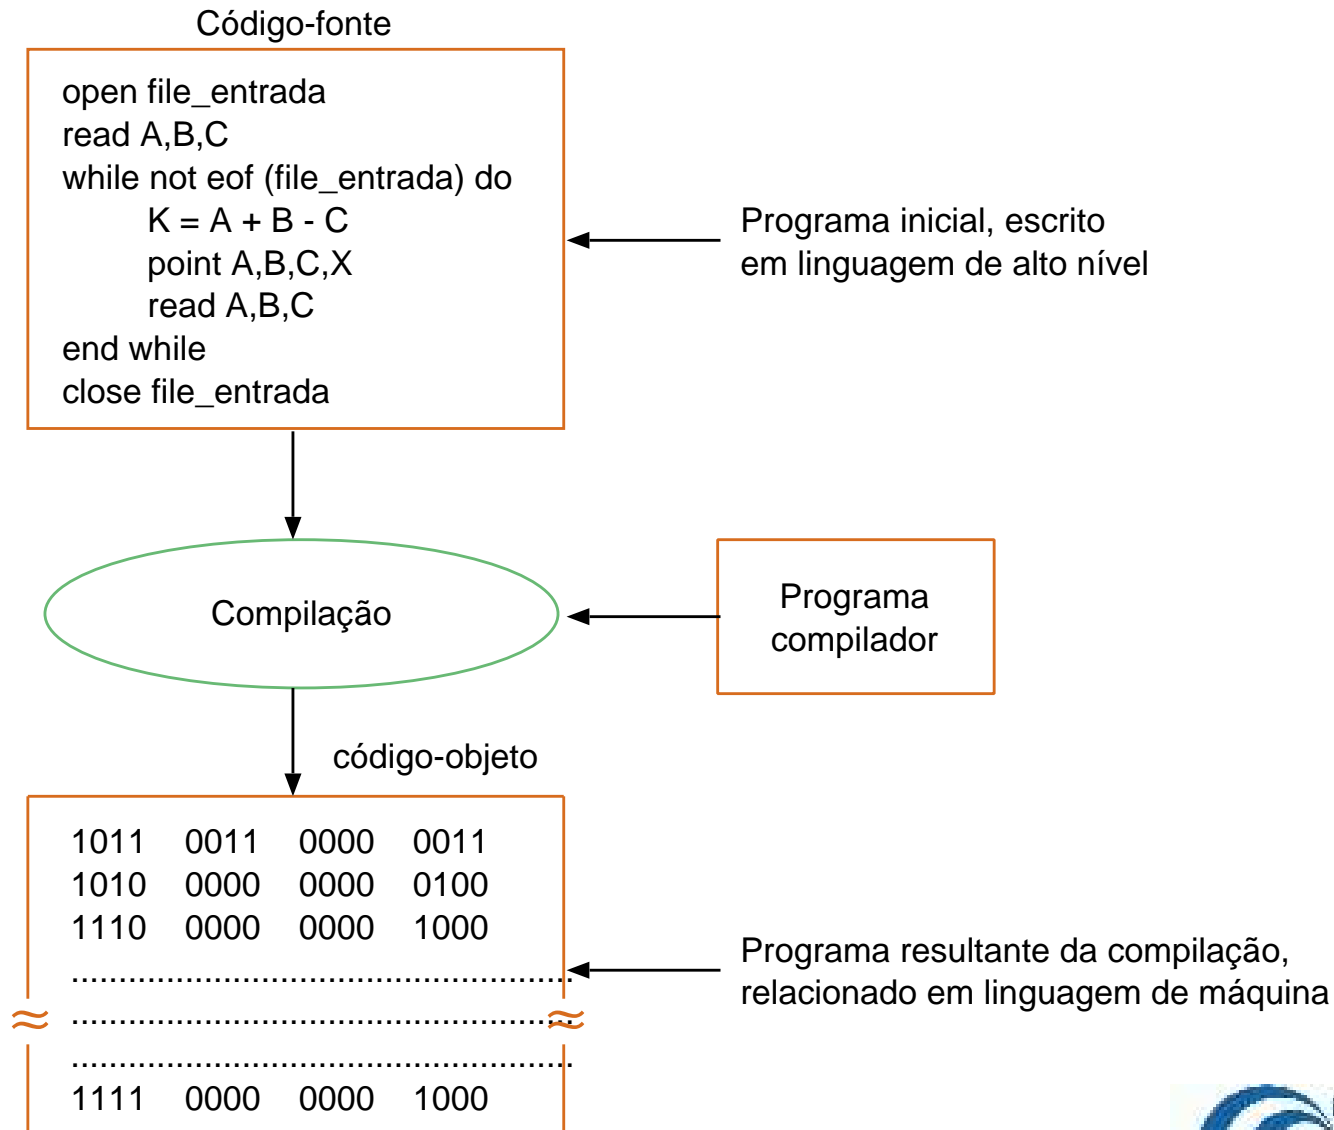 Código-fonte
open file_entrada
read A,B,C
while not eof (file_entrada) do
K = A + B - C
point A,B,C,X
read A,B,C
end while
close file_entrada
Programa inicial, escrito
em linguagem de alto nível
Compilação
Programa
compilador
código-objeto
1011 0011 0000 0011
1010 0000 0000 0100
1110 0000 0000 1000
......................................................
......................................................
......................................................
1111 0000 0000 1000
Programa resultante da compilação,
relacionado em linguagem de máquina